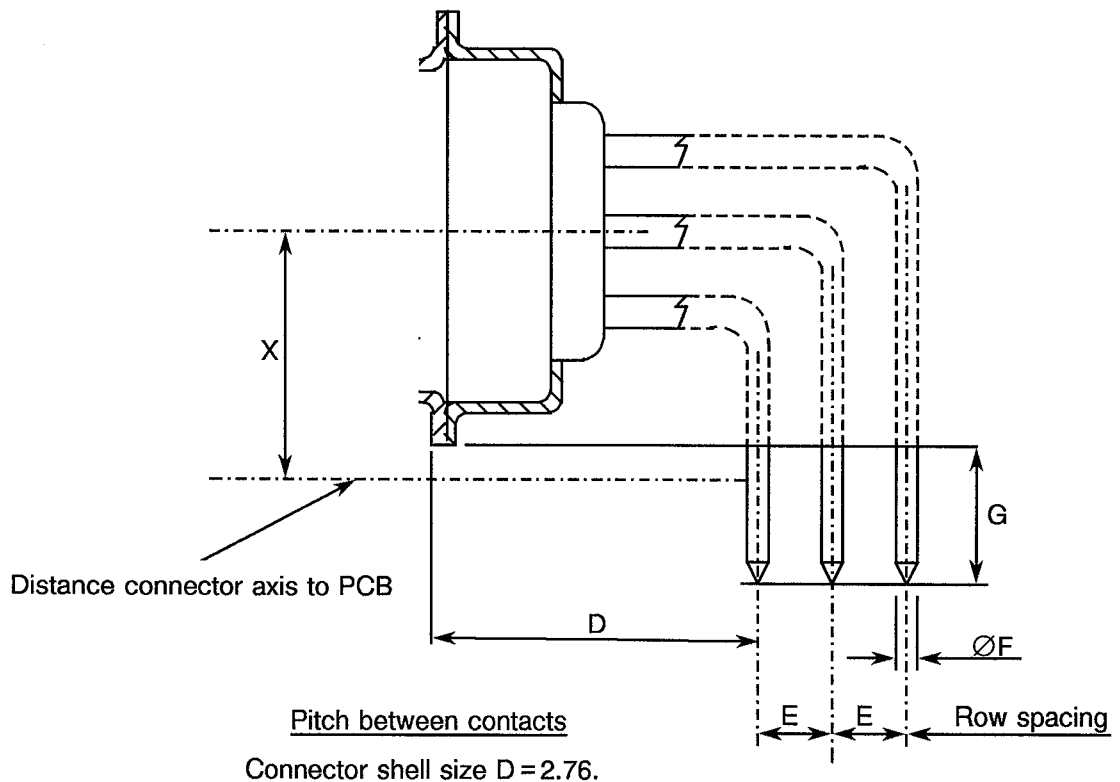 X
G
Distance connector axis to PCB
D
ØF
E
E
Row spacing
Pitch between contacts
Connector shell size D = 2.76.